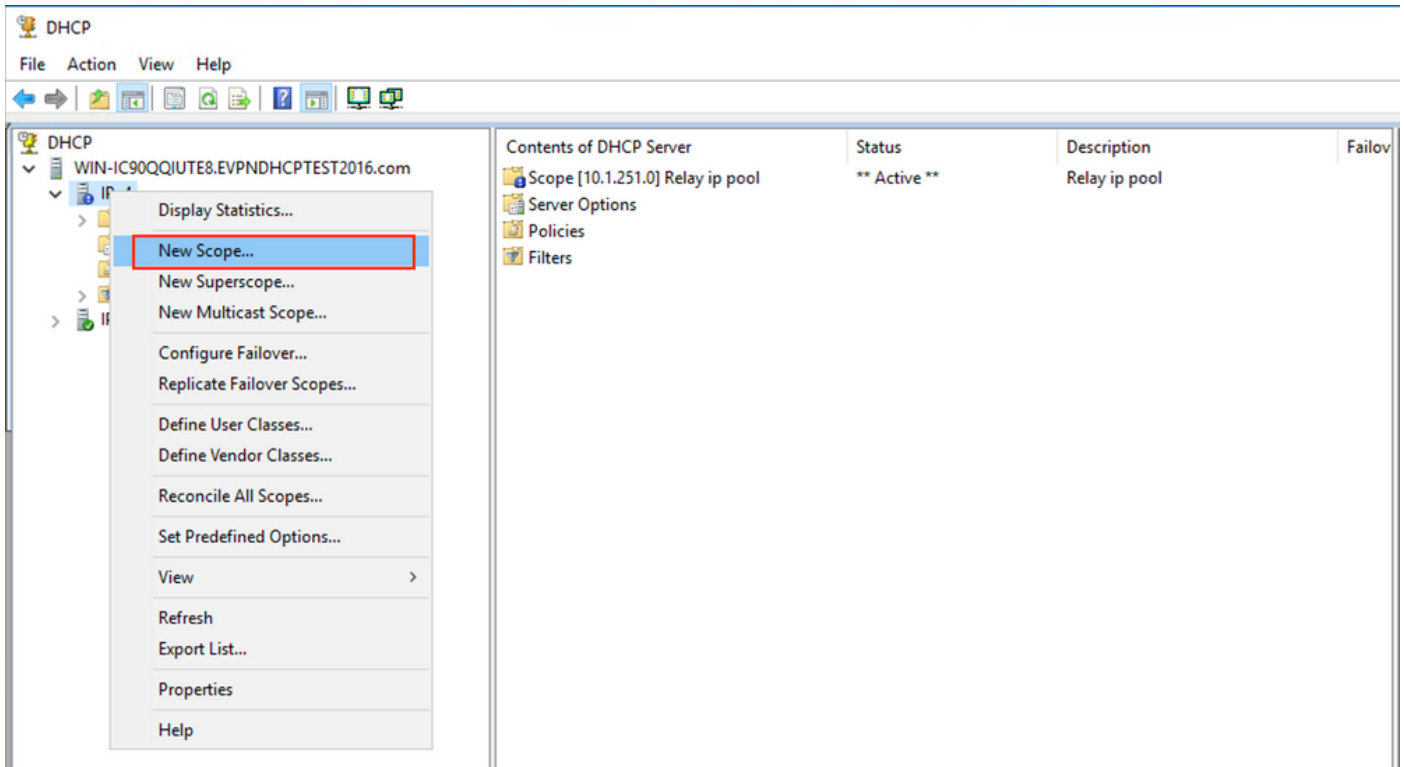 DHCP
File Action View Help
DHCP
WIN-IC90QQIUTE8.EVPNDHCPTEST2016.com
Display Statistics...
New Scope...
New Superscope...
New Multicast Scope...
Configure Failover...
Replicate Failover Scopes...
Define User Classes...
Define Vendor Classes...
Reconcile All Scopes...
Set Predefined Options...
View
Refresh
Export List...
Properties
Help
Contents of DHCP Server Status Description Failov
Scope [10.1.251.0] Relay ip pool ** Active ** Relay ip pool
Server Options
Policies
Filters